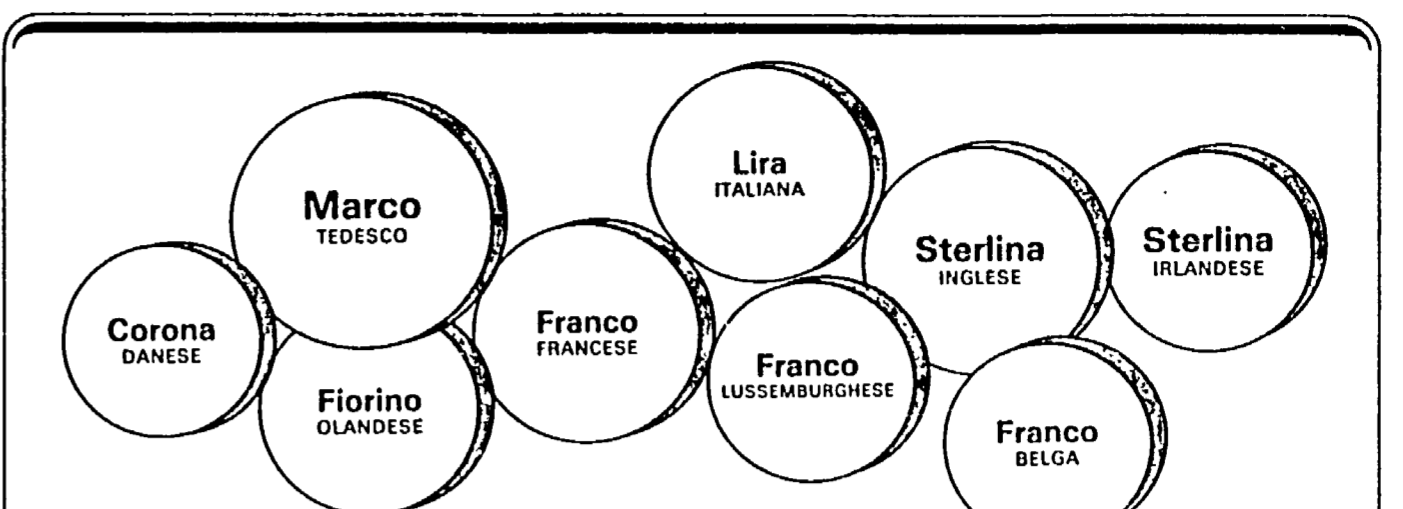 Marco
TEDESCO
Lira
ITALIANA
Sterlina
INGLESE
Sterlina
IRLANDESE
Corona
DANESE
Fiorino
OLANDESE
Franco
FRANCESE
Franco
LUSSEMBURGHESE
Franco
BELGA